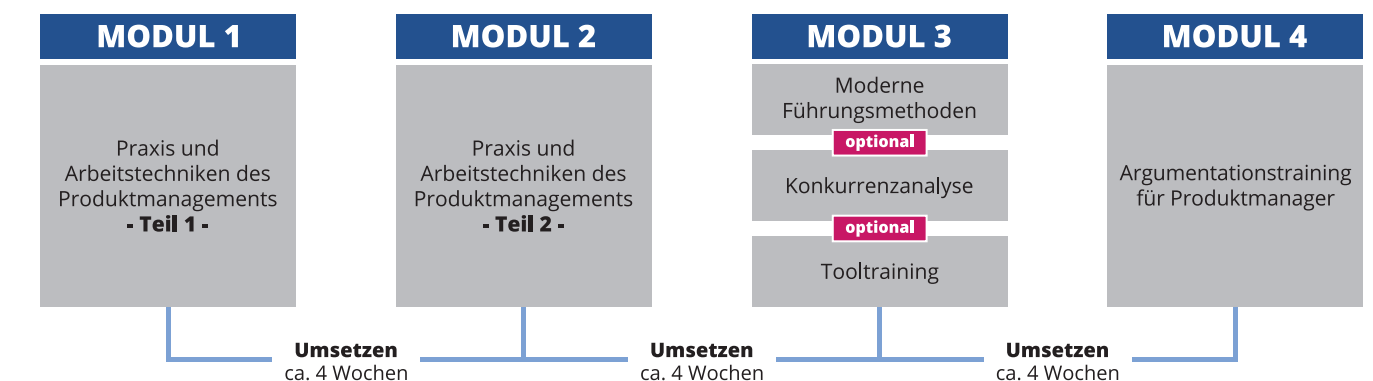 MODUL 1
Praxis und
Arbeitstechniken des
Produktmanagements
- Teil 1 -
MODUL 2
Praxis und
Arbeitstechniken des
Produktmanagements
- Teil 2 -
MODUL 3
Moderne
Führungsmethoden
optional
Konkurrenzanalyse
optional
Tooltraining
MODUL 4
Argumentationstraining
für Produktmanager
Umsetzen
ca. 4 Wochen
Umsetzen
ca. 4 Wochen
Umsetzen
ca. 4 Wochen